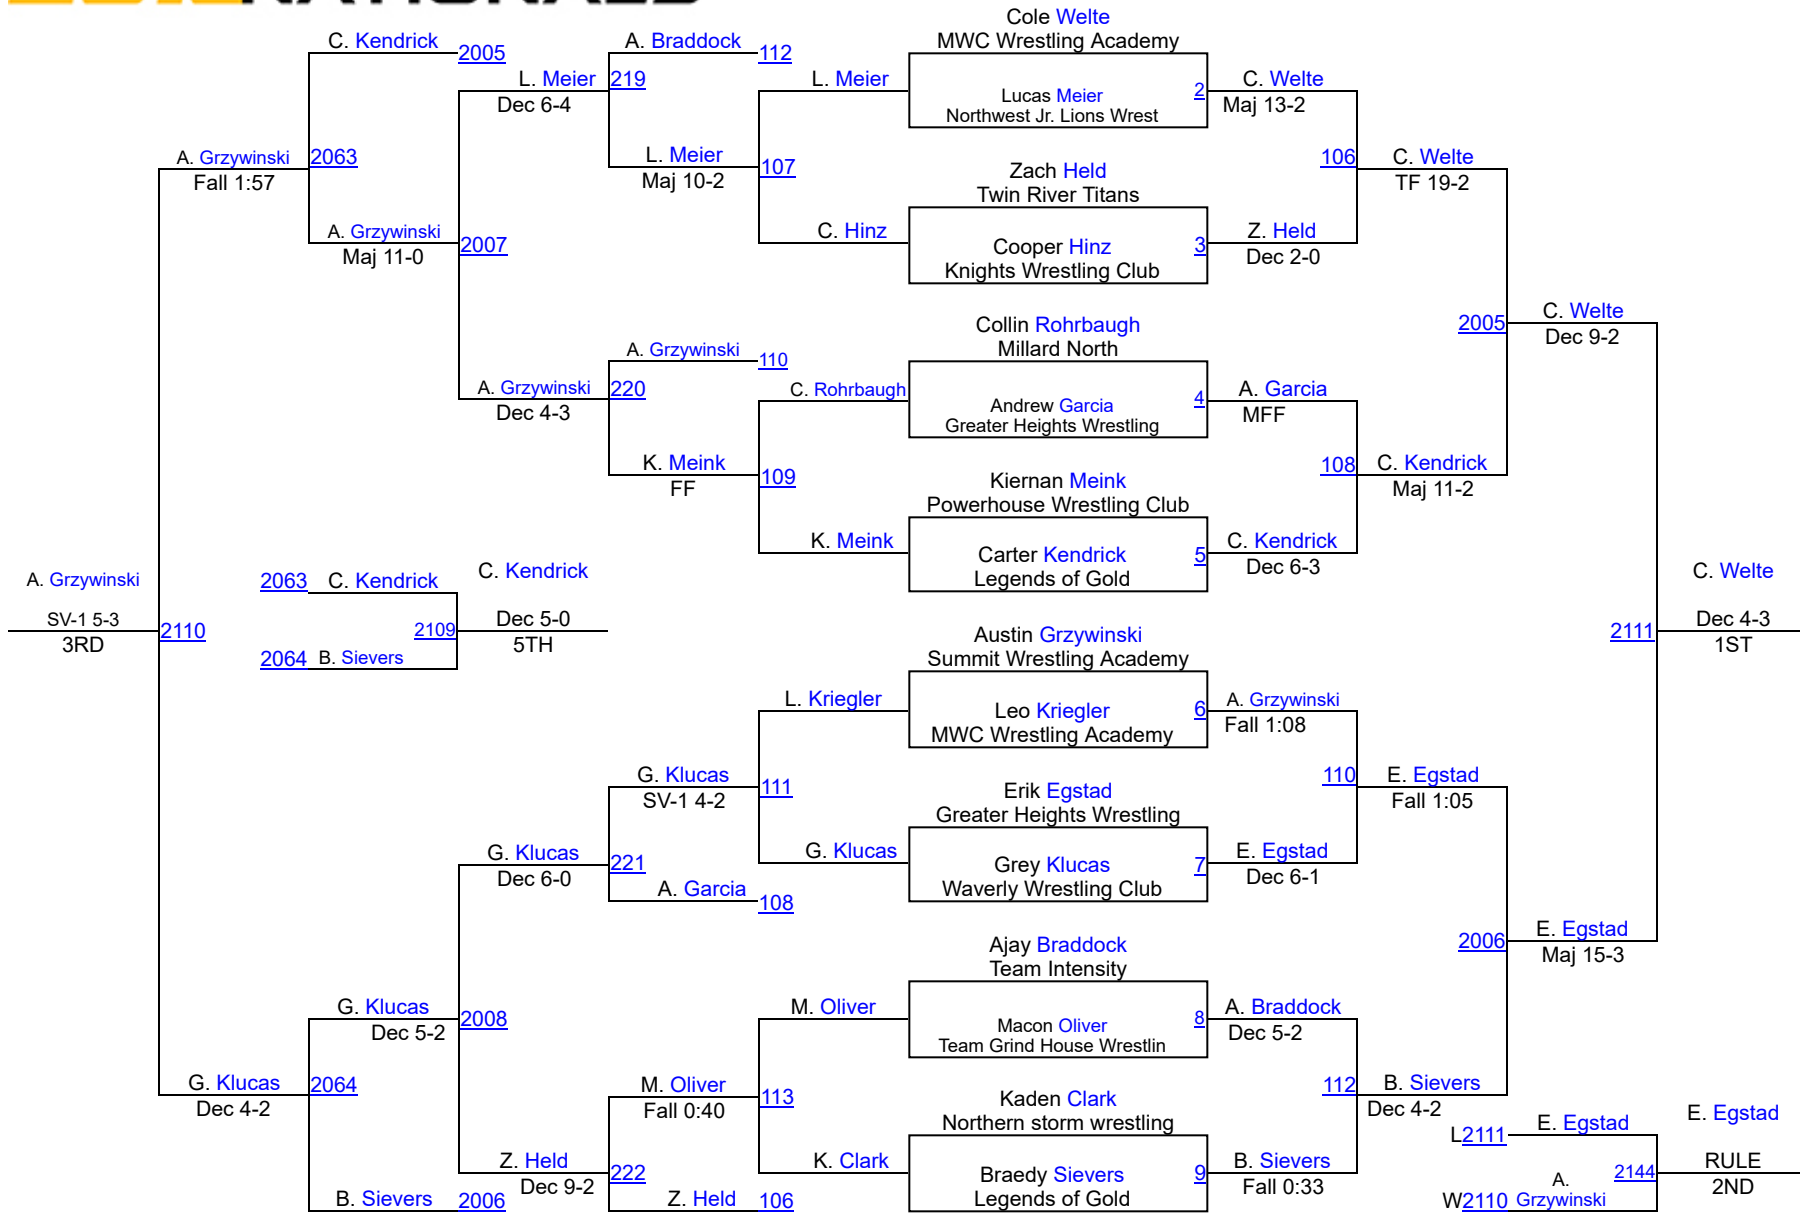 C. Kendrick
2005
L. Meier
Dec 6-4
219
A. Braddock
112
L. Meier
Cole Welte
MWC Wrestling Academy
Lucas Meier
Northwest Jr. Lions Wrest
2
C. Welte
Maj 13-2
A. Grzywinski
Fall 1:57
2063
L. Meier
Maj 10-2
107
Zach Held
Twin River Titans
106
C. Welte
TF 19-2
A. Grzywinski
Maj 11-0
2007
C. Hinz
Cooper Hinz
Knights Wrestling Club
3
Z. Held
Dec 2-0
Collin Rohrbaugh
Millard North
2005
C. Welte
Dec 9-2
A. Grzywinski
110
A. Grzywinski
Dec 4-3
220
C. Rohrbaugh
Andrew Garcia
Greater Heights Wrestling
4
A. Garcia
MFF
K. Meink
FF
109
Kiernan Meink
Powerhouse Wrestling Club
108
C. Kendrick
Maj 11-2
K. Meink
Carter Kendrick
Legends of Gold
5
C. Kendrick
Dec 6-3
A. Grzywinski
SV-1 5-3
3RD
2110
2063
C. Kendrick
2064
B. Sievers
2109
C. Kendrick
Dec 5-0
5TH
C. Welte
2111
Dec 4-3
1ST
Austin Grzywinski
Summit Wrestling Academy
L. Kriegler
Leo Kriegler
MWC Wrestling Academy
6
A. Grzywinski
Fall 1:08
G. Klucas
SV-1 4-2
111
Erik Egstad
Greater Heights Wrestling
110
E. Egstad
Fall 1:05
G. Klucas
Dec 6-0
221
A. Garcia
108
G. Klucas
Grey Klucas
Waverly Wrestling Club
7
E. Egstad
Dec 6-1
Ajay Braddock
Team Intensity
2006
E. Egstad
Maj 15-3
G. Klucas
Dec 5-2
2008
M. Oliver
Macon Oliver
Team Grind House Wrestlin
8
A. Braddock
Dec 5-2
G. Klucas
Dec 4-2
2064
M. Oliver
Fall 0:40
113
Kaden Clark
Northern storm wrestling
112
B. Sievers
Dec 4-2
L2111
E. Egstad
E. Egstad
Z. Held
Dec 9-2
222
K. Clark
Braedy Sievers
Legends of Gold
9
B. Sievers
Fall 0:33
2144
RULE
2ND
B. Sievers
2006
Z. Held
106
W2110
A.
Grzywinski